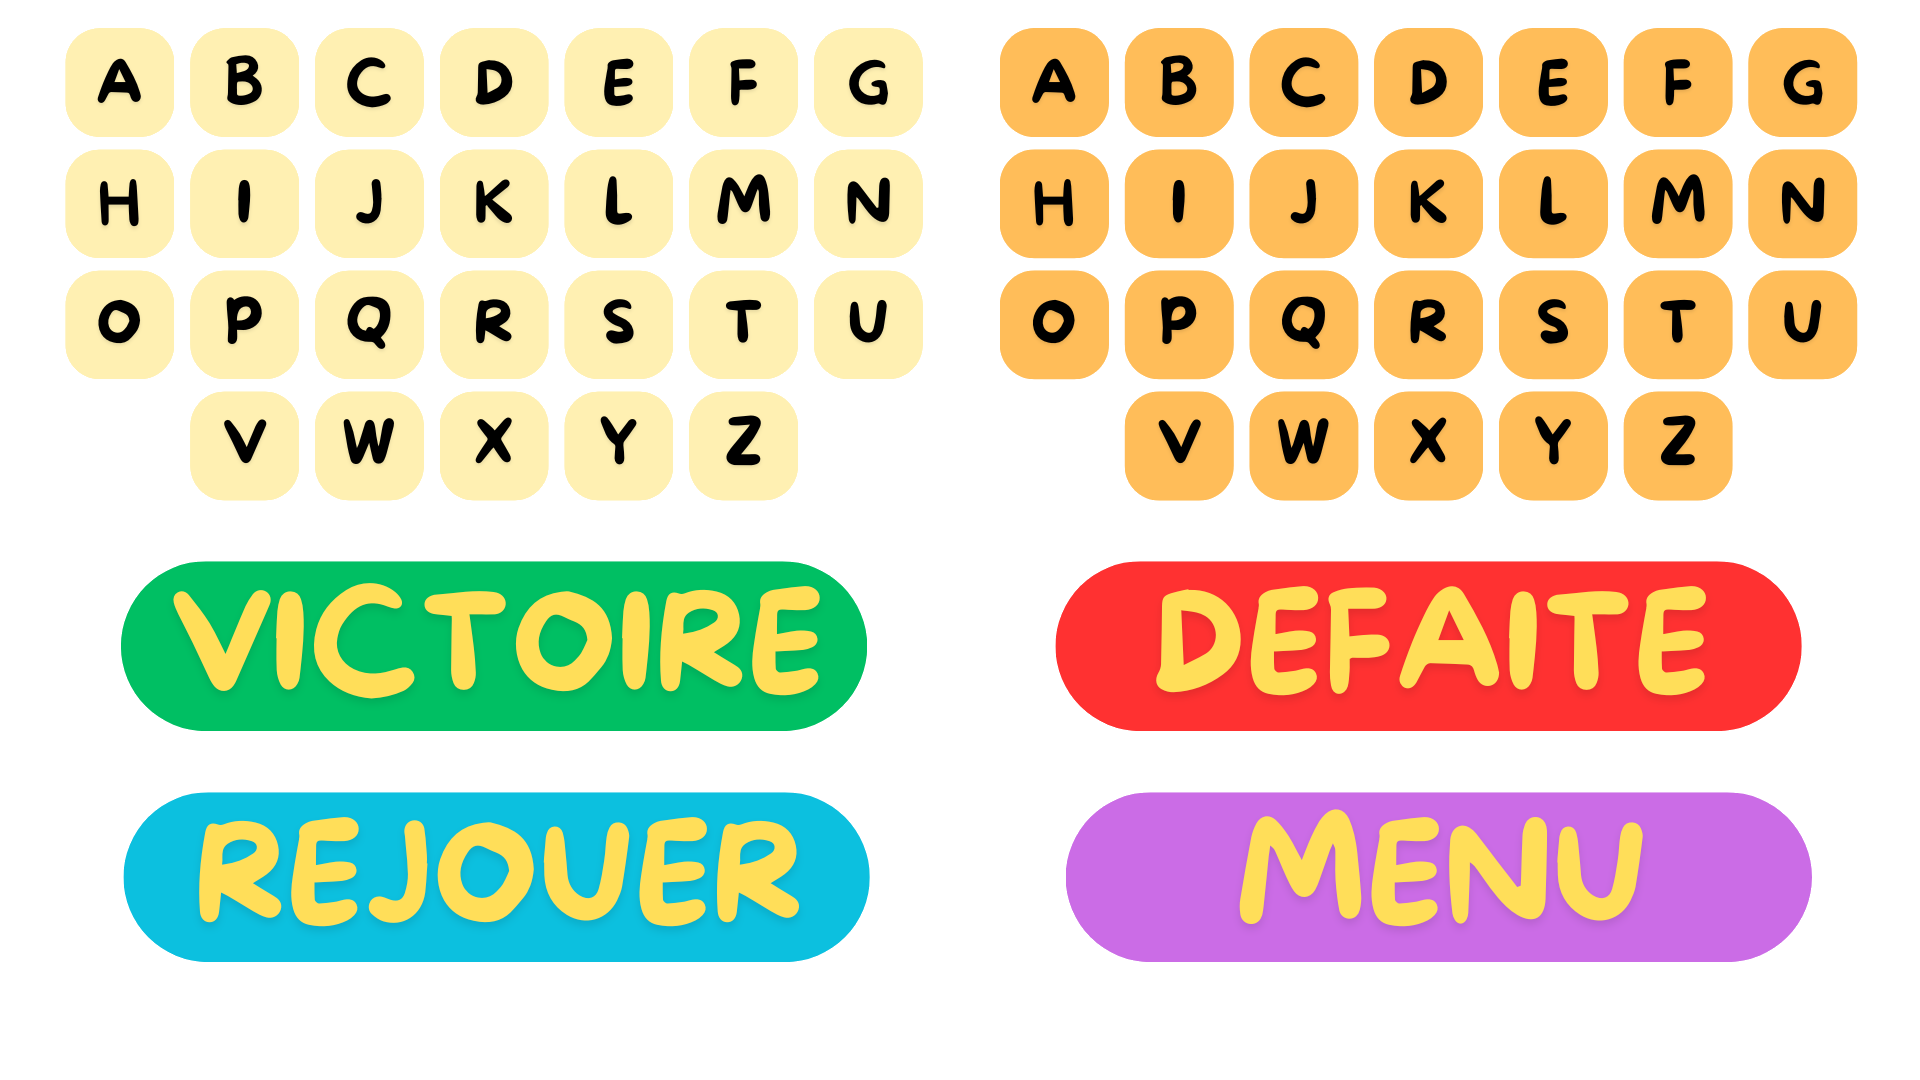 A B C D E F G
H I J K L M N
O P Q R S T U
V W X Y Z
A B C D E F G
H I J K L M N
O P Q R S T U
V W X Y Z
VICTOIRE
DEFAITE
REJOUER
MENU